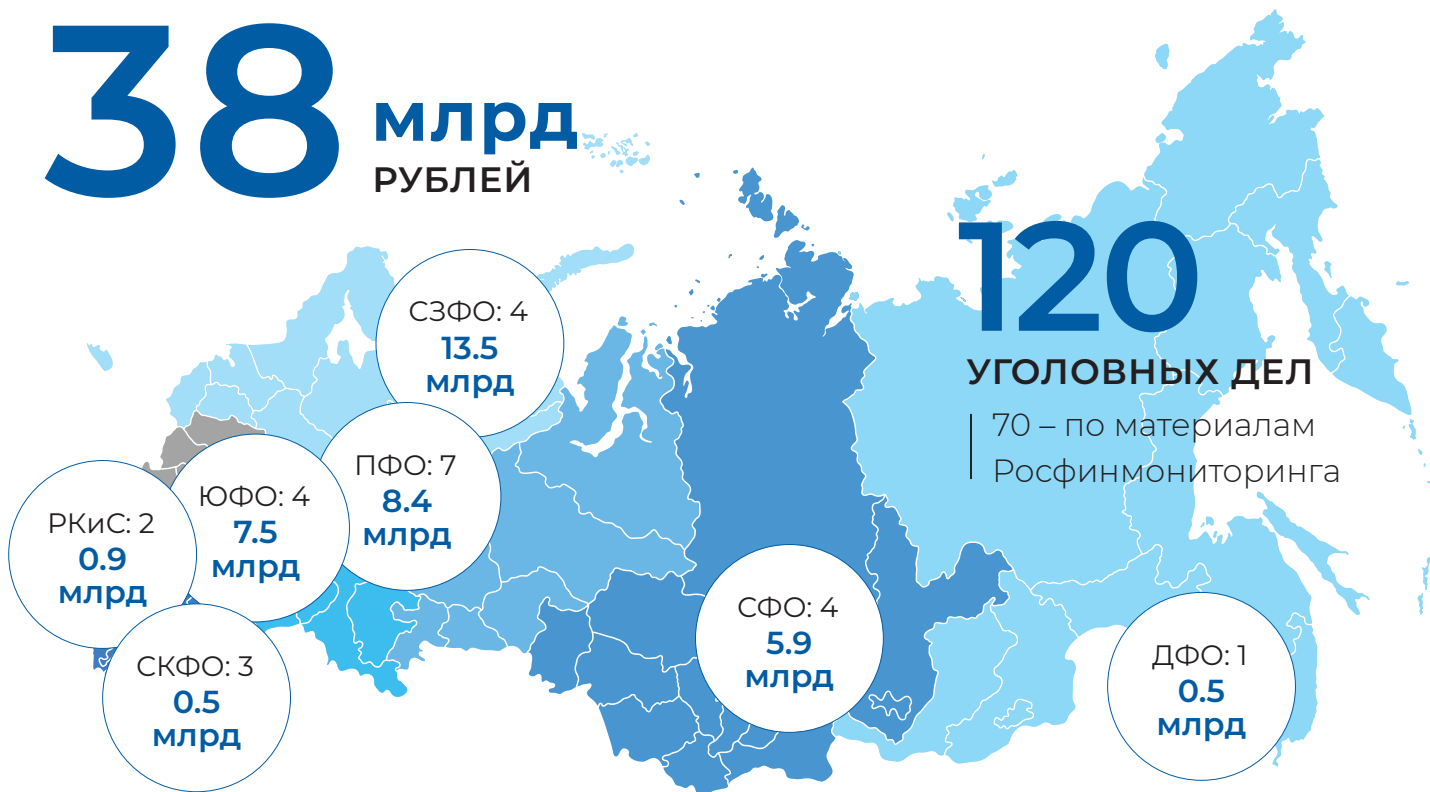 38
млрд
РУБЛЕЙ
120
УГОЛОВНЫХ ДЕЛ
70 – по материалам
Росфинмониторинга
СЗФО: 4
13.5
млрд
ПФО: 7
8.4
млрд
ЮФО: 4
7.5
млрд
РКиС: 2
0.9
млрд
СКФО: 3
0.5
млрд
СФО: 4
5.9
млрд
ДФО: 1
0.5
млрд